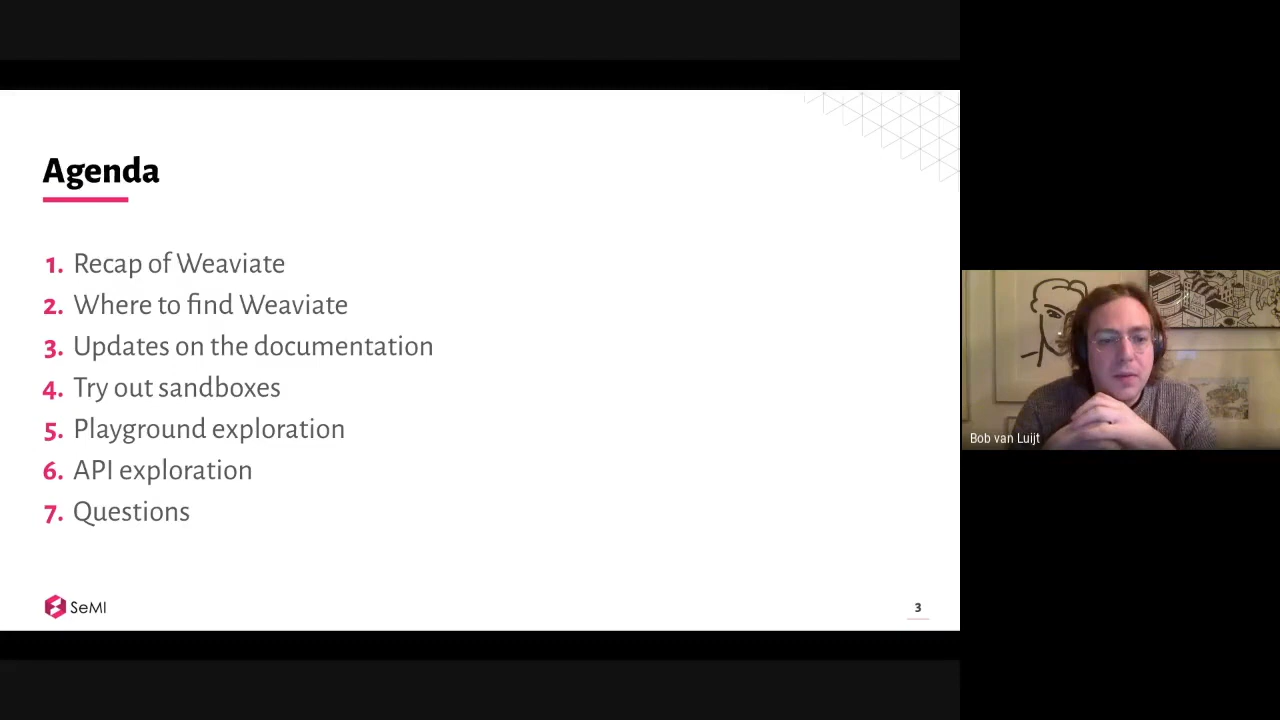 Agenda
1. Recap of Weaviate
2. Where to find Weaviate
3. Updates on the documentation
4. Try out sandboxes
5. Playground exploration
6. API exploration
7. Questions
SeMI
3
Bob van Luijt